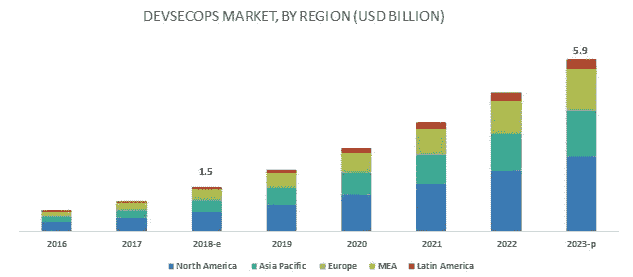 DEVSECOPS MARKET, BY REGION (USD BILLION)
5.9
1.5
2016 2017 2018-e 2019 2020 2021 2022 2023-p
North America Asia Pacific Europe MEA Latin America